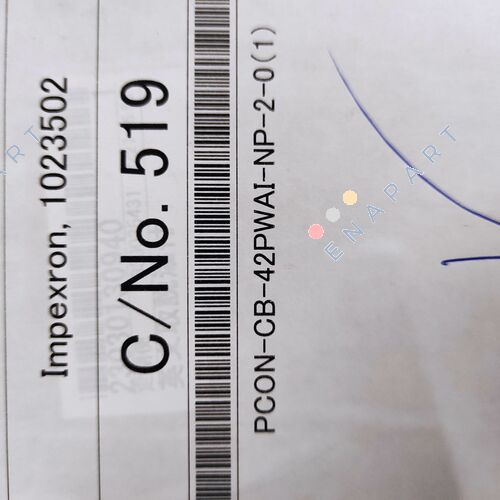 Impexron, 1023502
C/No. 519
PCON-CB-42PWAI-NP-2-0(1)
ENAPART